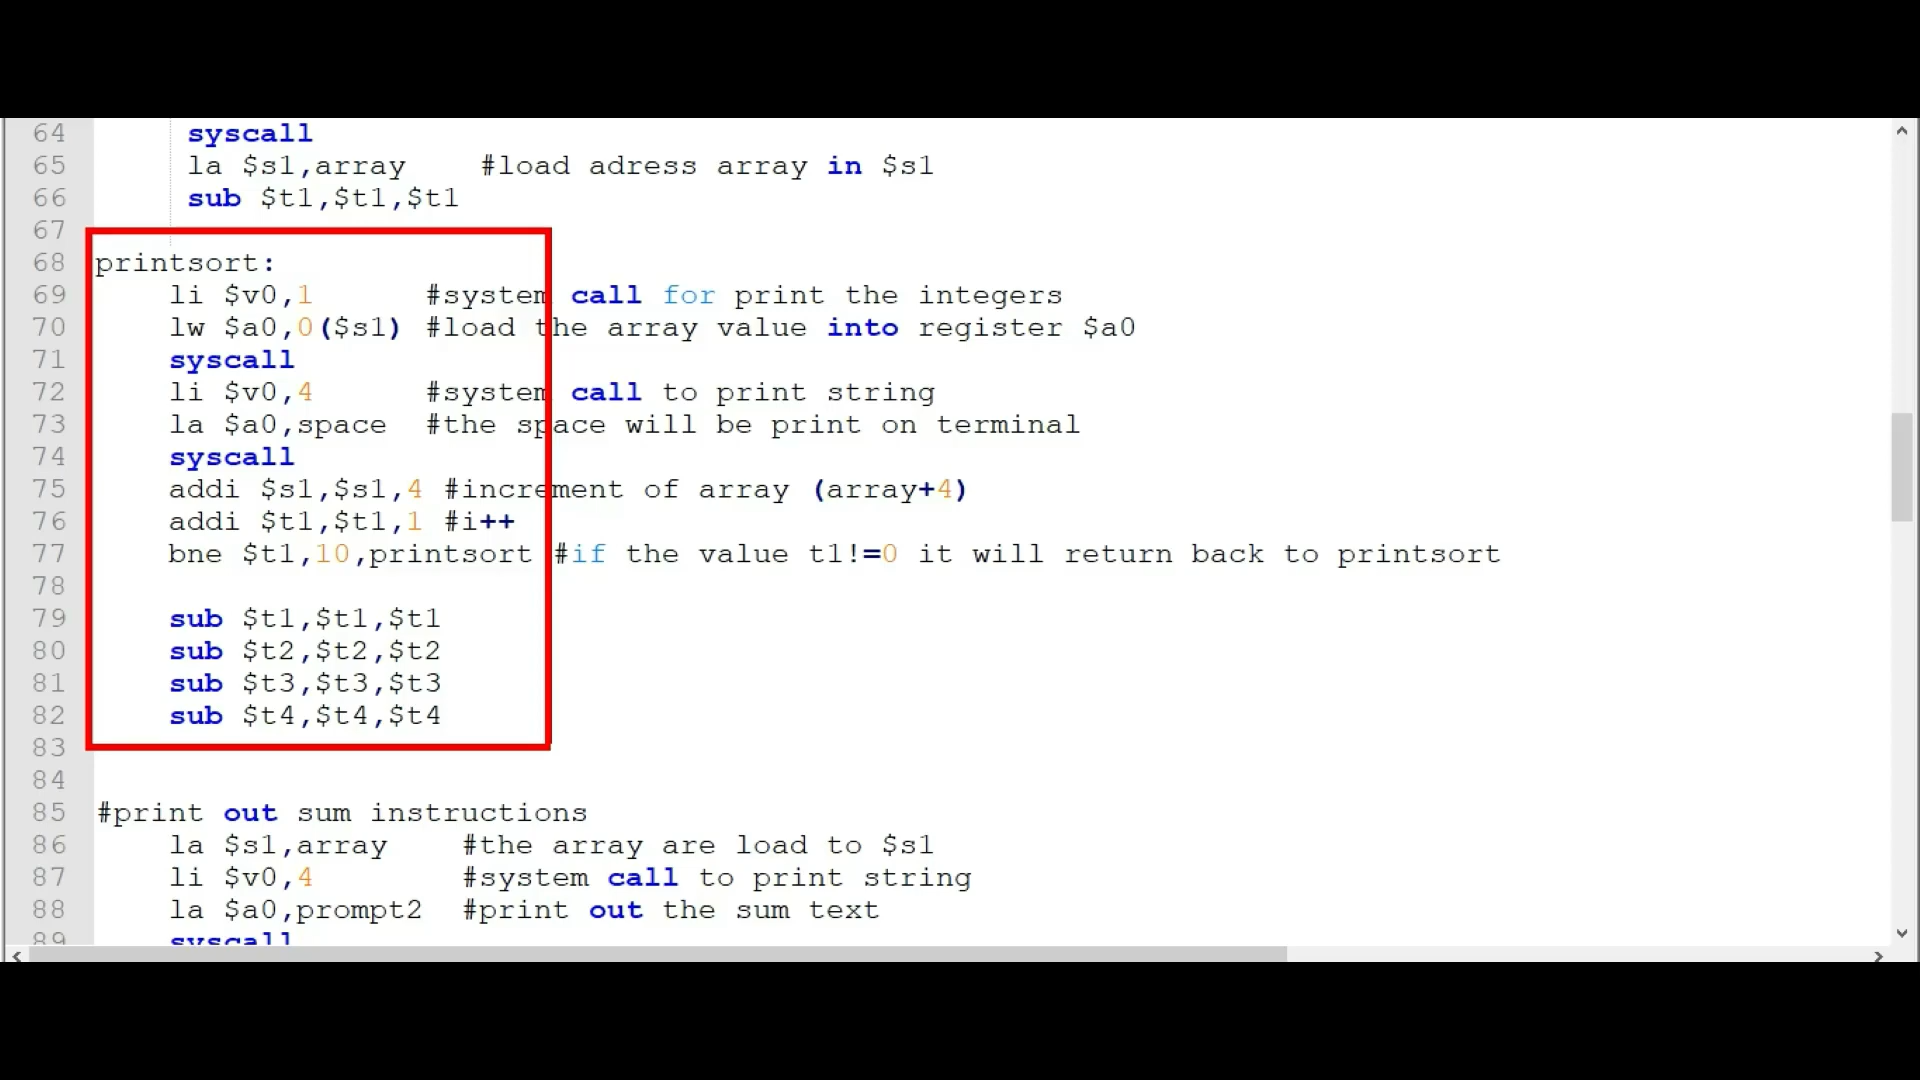 64 syscall
65 la $s1,array #load adress array in $s1
66 sub $t1,$t1,$t1
67
68 printsort:
69 li $v0,1 #system call for print the integers
70 lw $a0,0($s1) #load the array value into register $a0
71 syscall
72 li $v0,4 #system call to print string
73 la $a0,space #the space will be print on terminal
74 syscall
75 addi $s1,$s1,4 #increment of array (array+4)
76 addi $t1,$t1,1 #i++
77 bne $t1,10,printsort #if the value t1!=0 it will return back to printsort
78
79 sub $t1,$t1,$t1
80 sub $t2,$t2,$t2
81 sub $t3,$t3,$t3
82 sub $t4,$t4,$t4
83
84
85 #print out sum instructions
86 la $s1,array #the array are load to $s1
87 li $v0,4 #system call to print string
88 la $a0,prompt2 #print out the sum text
89 syscall